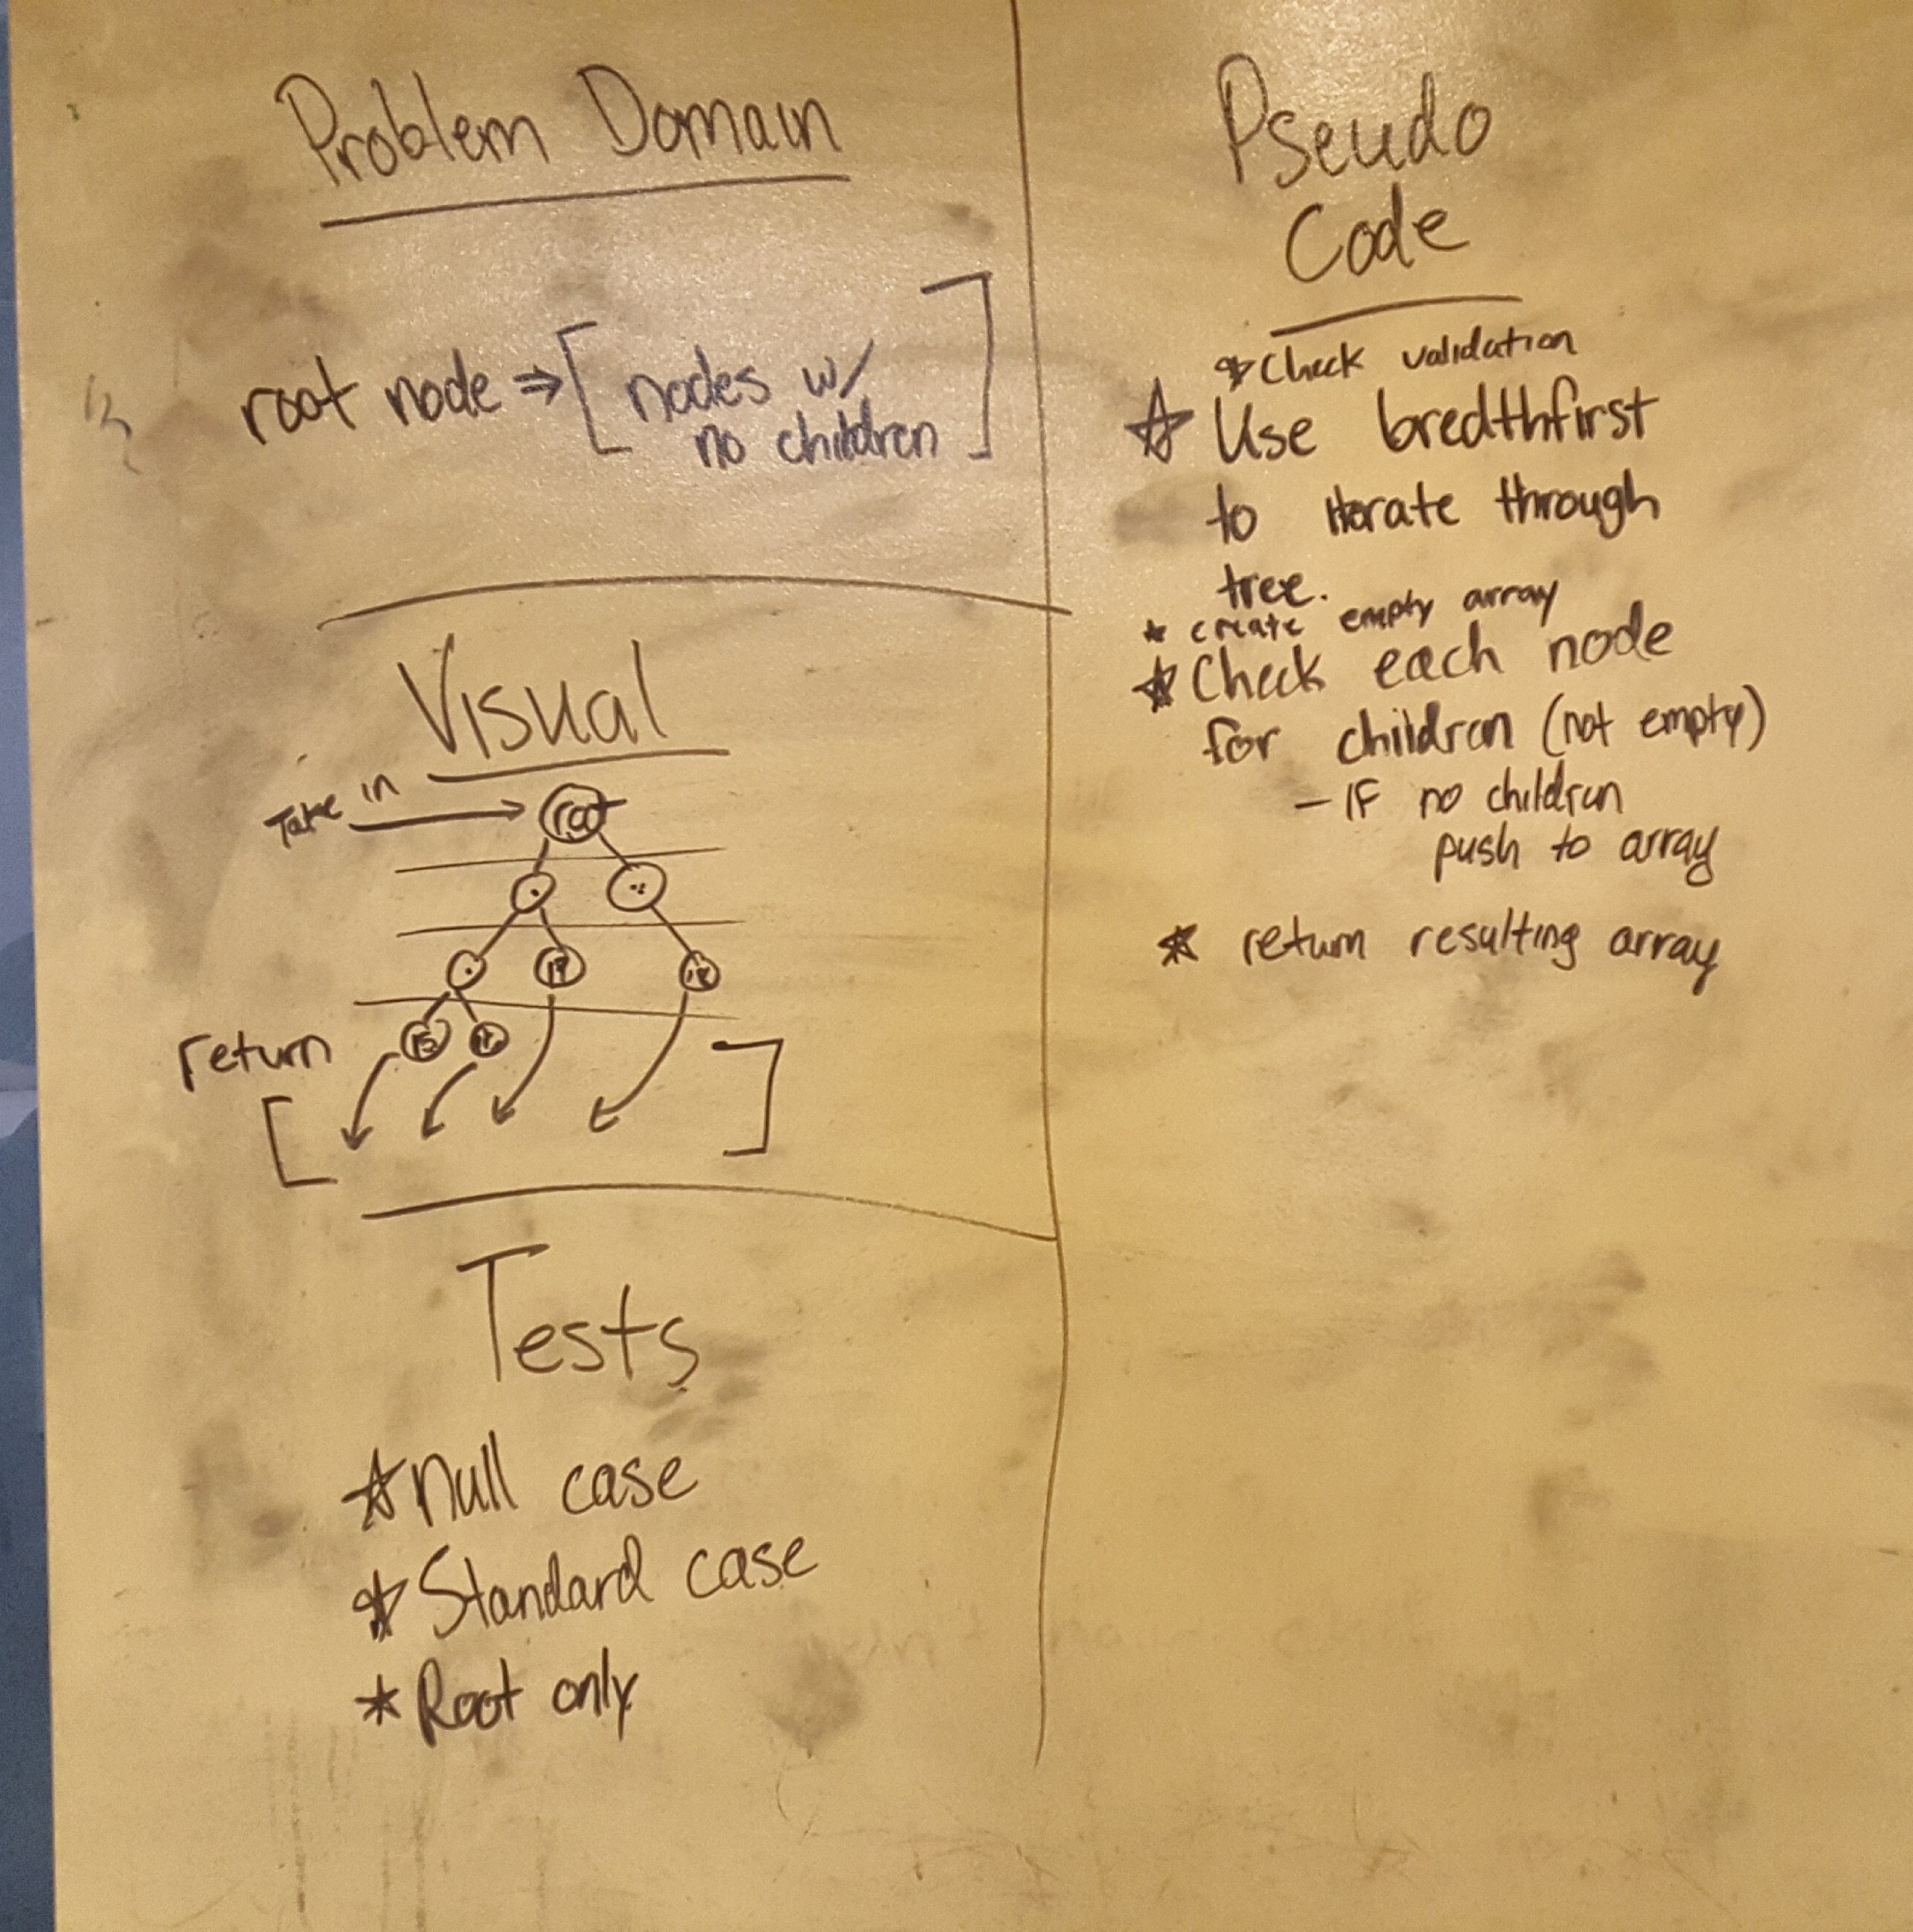 Problem Domain
root node ⇒ [ nodes w/
no children ]
Visual
Take in
root
19
15
return
[ ]
Tests
☆ null case
☆ Standard case
* Root only
Pseudo
Code
☆ Check validation
☆ Use bredthfirst
to iterate through
tree.
* create empty array
☆ Check each node
for children (not empty)
- IF no children
push to array
* return resulting array